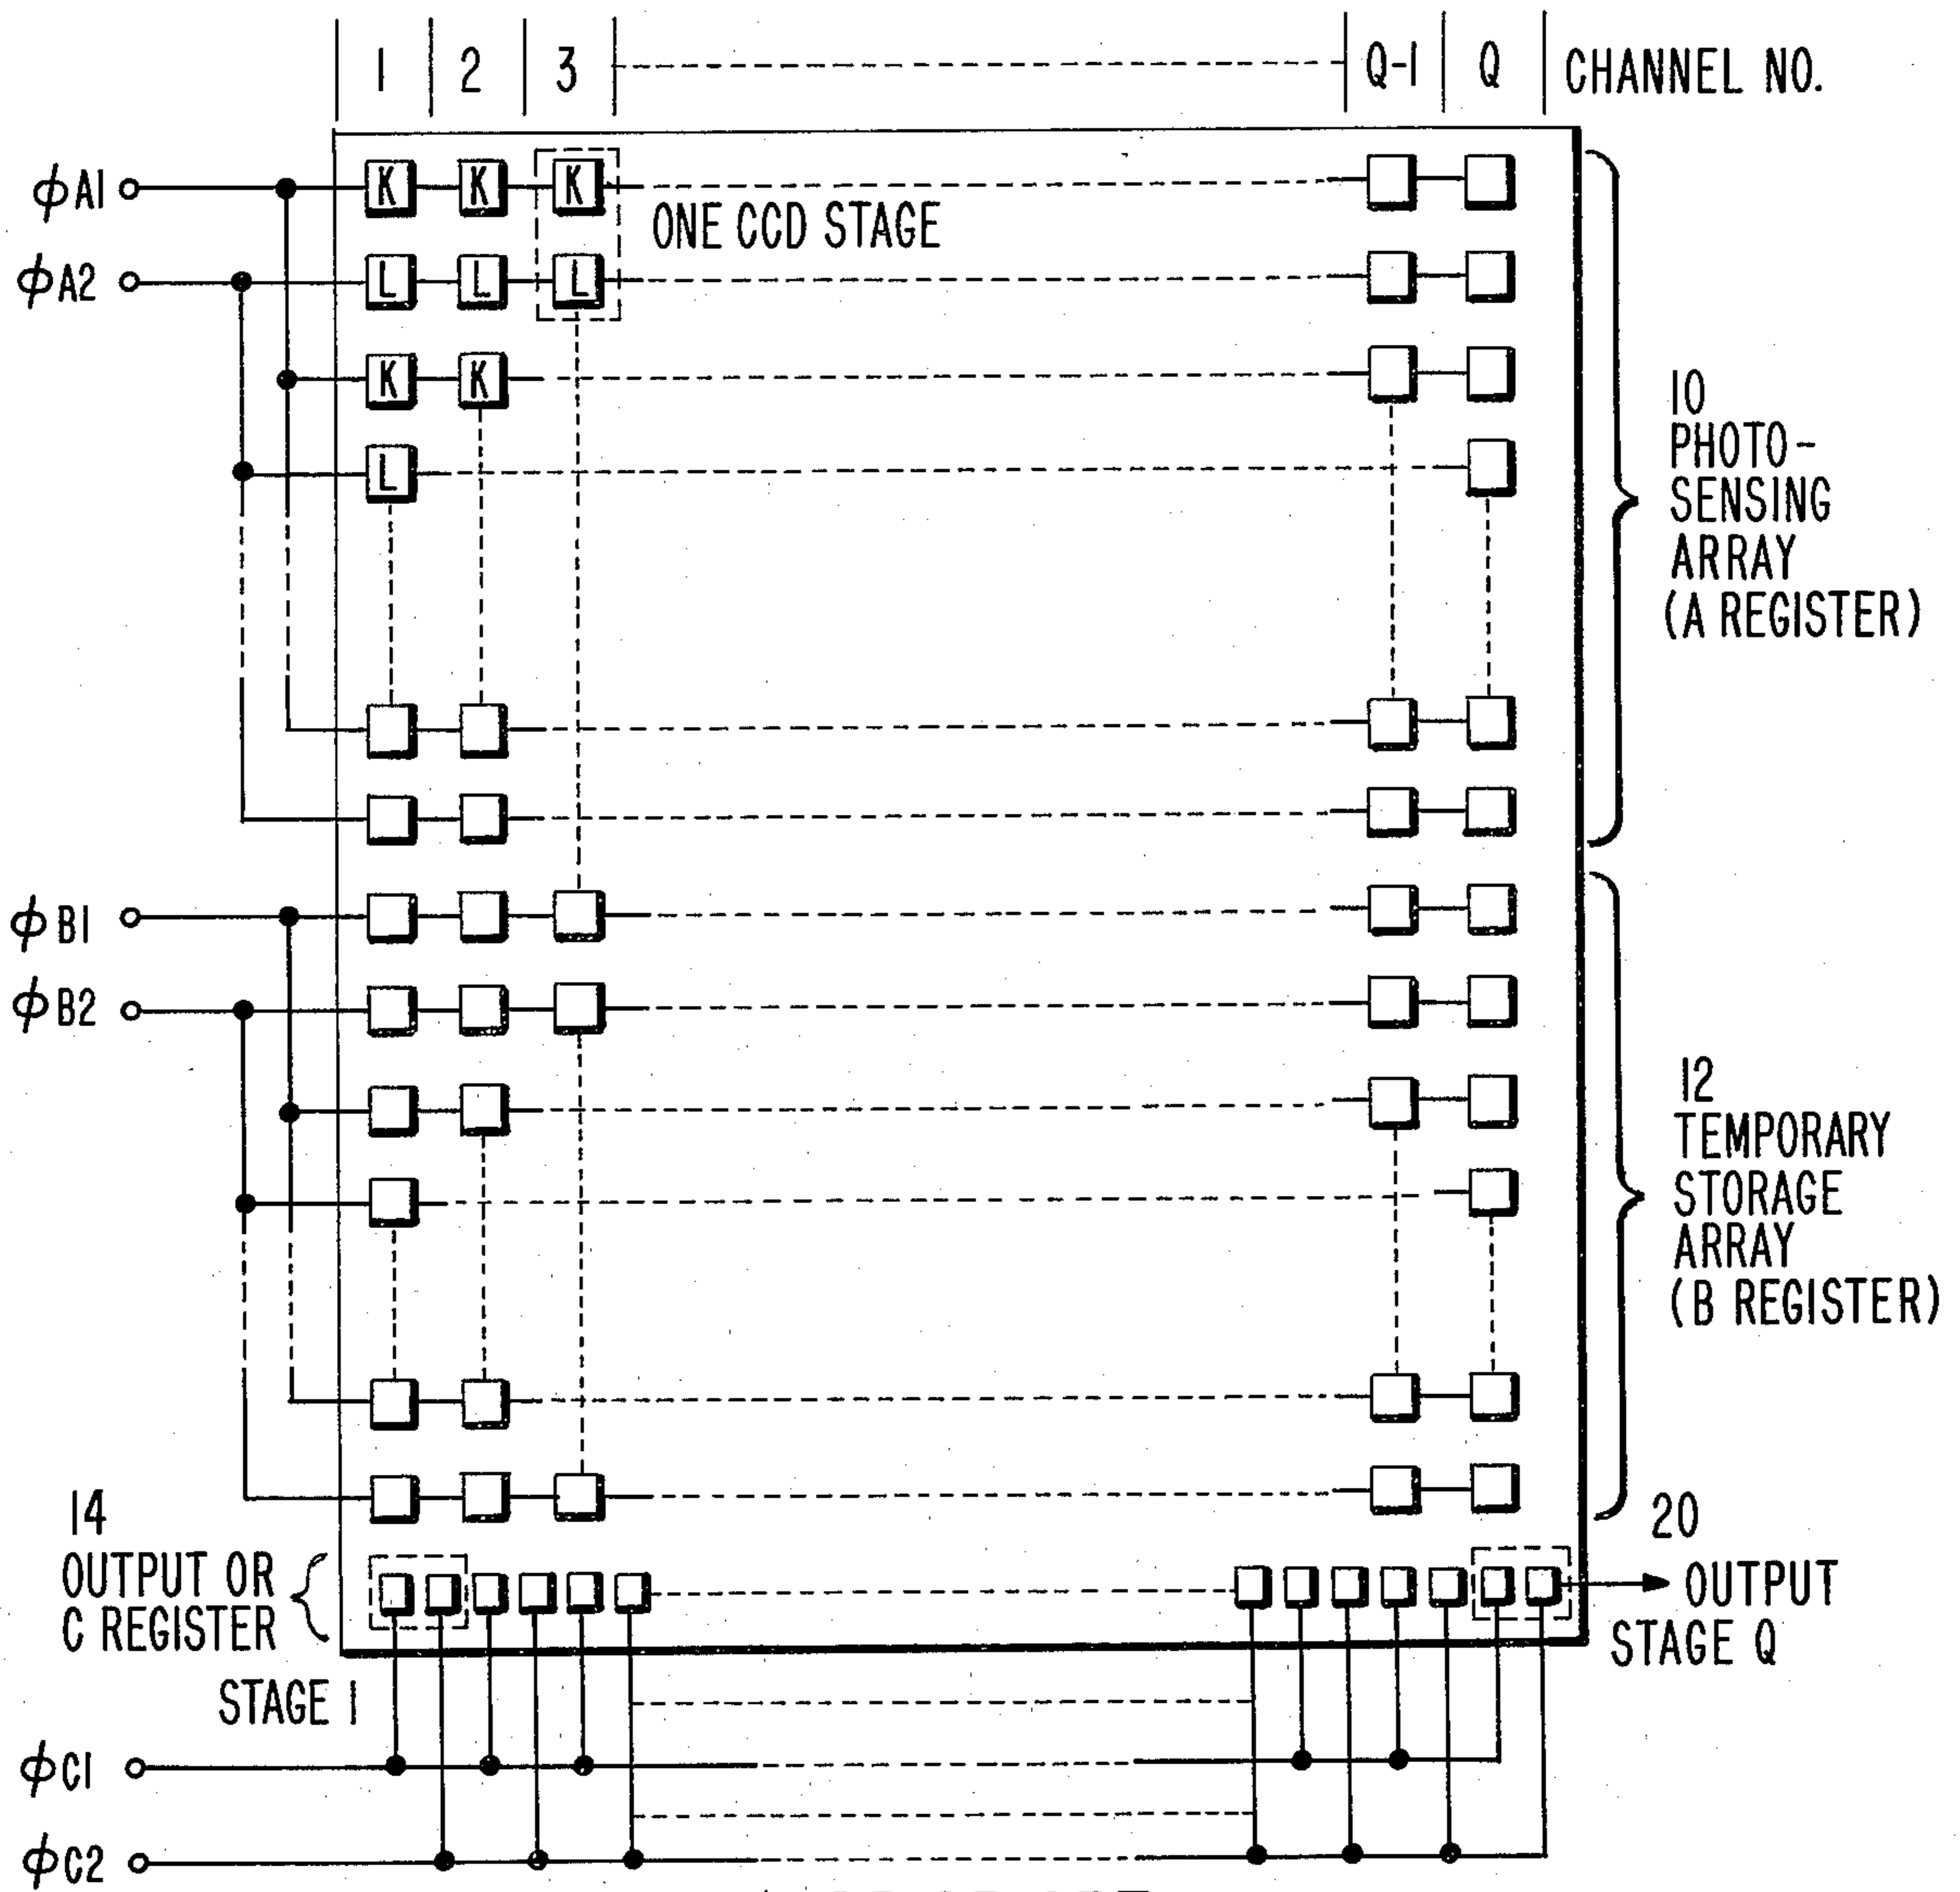 1 2 3 Q-1 Q CHANNEL NO.
ϕA1
K K K
ONE CCD STAGE
ϕA2
L L L
K K
L
10
PHOTO-
SENSING
ARRAY
(A REGISTER)
ϕB1
ϕB2
12
TEMPORARY
STORAGE
ARRAY
(B REGISTER)
14
OUTPUT OR
C REGISTER
20
OUTPUT
STAGE Q
STAGE 1
ϕC1
ϕC2